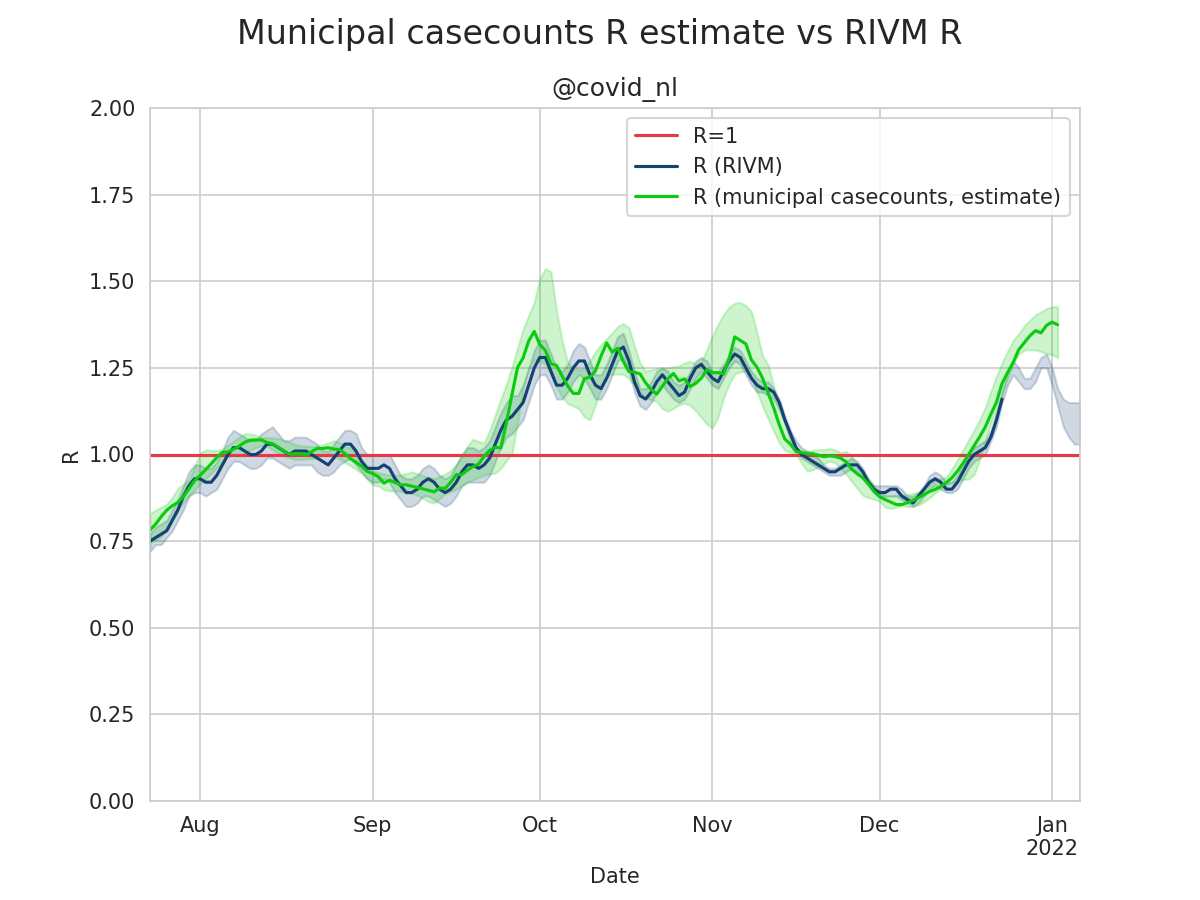 Municipal casecounts R estimate vs RIVM R
@covid_nl
R=1
R (RIVM)
R (municipal casecounts, estimate)
2.00
1.75
1.50
1.25
1.00
0.75
0.50
0.25
0.00
R
Aug
Sep
Oct
Nov
Dec
Jan
2022
Date